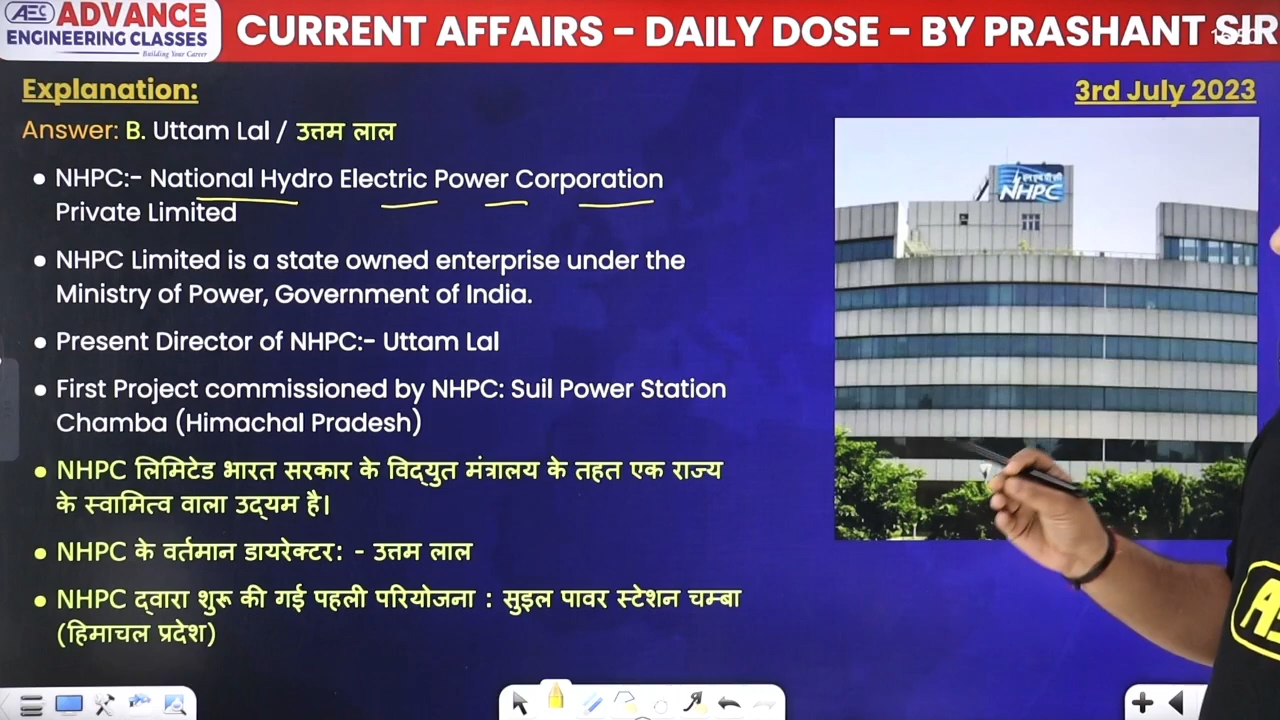 AEC ADVANCE
ENGINEERING CLASSES
Building Your Career
CURRENT AFFAIRS - DAILY DOSE - BY PRASHANT SIR
Explanation:
3rd July 2023
Answer: B. Uttam Lal / उत्तम लाल
• NHPC:- National Hydro Electric Power Corporation
Private Limited
• NHPC Limited is a state owned enterprise under the
Ministry of Power, Government of India.
• Present Director of NHPC:- Uttam Lal
• First Project commissioned by NHPC: Suil Power Station
Chamba (Himachal Pradesh)
• NHPC लिमिटेड भारत सरकार के विद्युत मंत्रालय के तहत एक राज्य
के स्वामित्व वाला उद्यम है।
• NHPC के वर्तमान डायरेक्टर: - उत्तम लाल
• NHPC द्वारा शुरू की गई पहली परियोजना : सुइल पावर स्टेशन चम्बा
(हिमाचल प्रदेश)
एन एच पी सी
NHPC